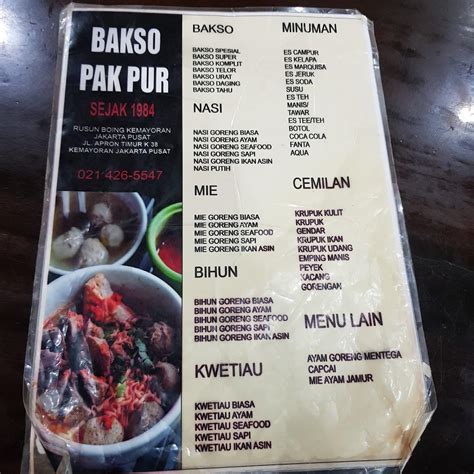 BAKSO
PAK PUR
SEJAK 1984
RUSUN BOING KEMAYORAN
JAKARTA PUSAT
JL. APRON TIMUR K 38
KEMAYORAN JAKARTA PUSAT
021 426-5547
BAKSO
BAKSO SPESIAL
BAKSO SUPER
BAKSO KOMPLIT
BAKSO TELOR
BAKSO URAT
BAKSO DAGING
BAKSO TAHU
NASI
NASI GORENG BIASA
NASI GORENG AYAM
NASI GORENG SEAFOOD
NASI GORENG SAPI
NASI GORENG IKAN ASIN
NASI PUTIH
MIE
MIE GORENG BIASA
MIE GORENG AYAM
MIE GORENG SEAFOOD
MIE GORENG SAPI
MIE GORENG IKAN ASIN
BIHUN
BIHUN GORENG BIASA
BIHUN GORENG AYAM
BIHUN GORENG SEAFOOD
BIHUN GORENG SAPI
BIHUN GORENG IKAN ASIN
KWETIAU
KWETIAU BIASA
KWETIAU AYAM
KWETIAU SEAFOOD
KWETIAU SAPI
KWETIAU IKAN ASIN
MINUMAN
ES CAMPUR
ES KELAPA
ES MARQUISA
ES JERUK
ES SODA
SUSU
ES TEH
MANIS/
TAWAR
ES TEE/TEH
BOTOL
COCA COLA
FANTA
AQUA
CEMILAN
KRUPUK KULIT
KRUPUK
GENDAR
KRUPUK IKAN
KRUPUK UDANG
EMPING MANIS
PEYEK
KACANG
GORENGAN
MENU LAIN
AYAM GORENG MENTEGA
CAPCAI
MIE AYAM JAMUR